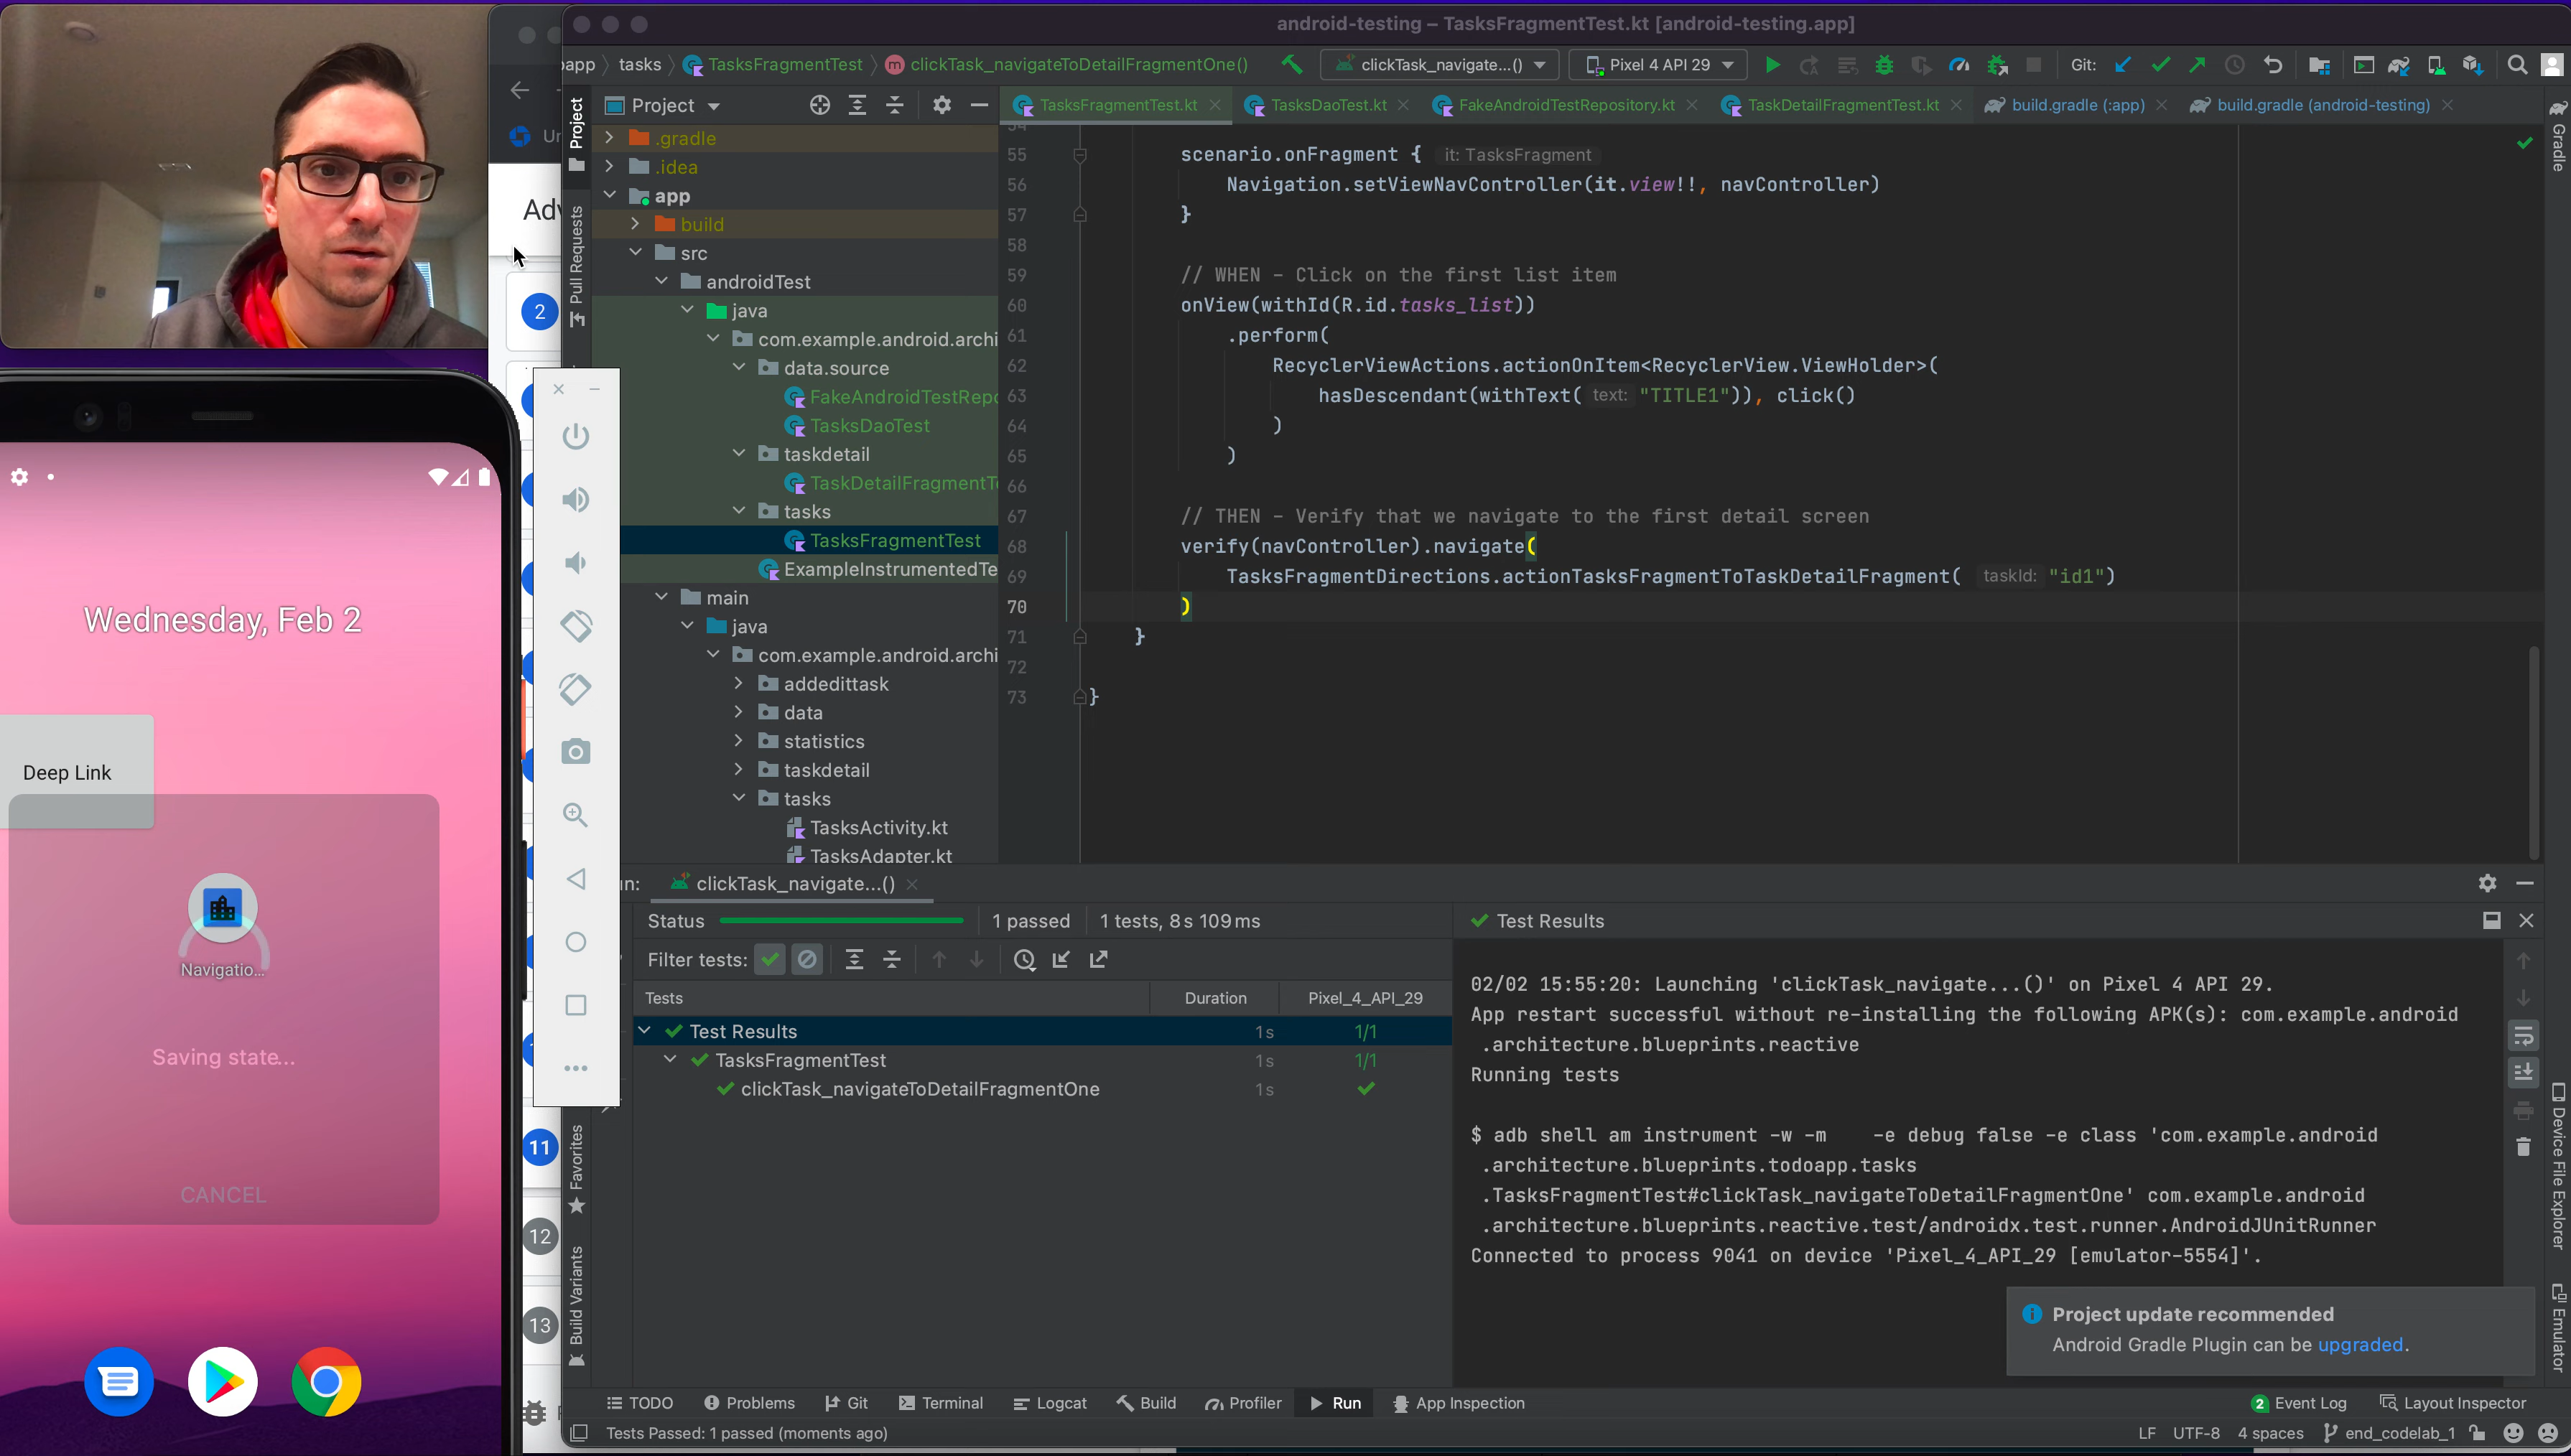 android-testing – TasksFragmentTest.kt [android-testing.app]
oapp
tasks
TasksFragmentTest
clickTask_navigateToDetailFragmentOne()
clickTask_navigate...()
Pixel 4 API 29
Git:
Project
TasksFragmentTest.kt
TasksDaoTest.kt
FakeAndroidTestRepository.kt
TaskDetailFragmentTest.kt
build.gradle (:app)
build.gradle (android-testing)
Project
Pull Requests
Favorites
Build Variants
Gradle
Device File Explorer
Emulator
Un
Adv
2
11
12
13
.gradle
.idea
app
build
src
androidTest
java
com.example.android.archi
data.source
FakeAndroidTestRepo
TasksDaoTest
taskdetail
TaskDetailFragmentTe
tasks
TasksFragmentTest
ExampleInstrumentedTe
main
java
com.example.android.archi
addedittask
data
statistics
taskdetail
tasks
TasksActivity.kt
TasksAdapter.kt
54
55 scenario.onFragment { it: TasksFragment
56 Navigation.setViewNavController(it.view!!, navController)
57 }
58
59 // WHEN - Click on the first list item
60 onView(withId(R.id.tasks_list))
61 .perform(
62 RecyclerViewActions.actionOnItem<RecyclerView.ViewHolder>(
63 hasDescendant(withText( text: "TITLE1")), click()
64 )
65 )
66
67 // THEN - Verify that we navigate to the first detail screen
68 verify(navController).navigate(
69 TasksFragmentDirections.actionTasksFragmentToTaskDetailFragment( taskId: "id1")
70 )
71 }
72
73 }
Wednesday, Feb 2
Deep Link
Navigatio...
Saving state...
CANCEL
un:
clickTask_navigate...()
Status
1 passed
1 tests, 8 s 109 ms
Filter tests:
Tests
Duration
Pixel_4_API_29
Test Results 1 s 1/1
TasksFragmentTest 1 s 1/1
clickTask_navigateToDetailFragmentOne 1 s
Test Results
02/02 15:55:20: Launching 'clickTask_navigate...()' on Pixel 4 API 29.
App restart successful without re-installing the following APK(s): com.example.android
.architecture.blueprints.reactive
Running tests
$ adb shell am instrument -w -m    -e debug false -e class 'com.example.android
.architecture.blueprints.todoapp.tasks
.TasksFragmentTest#clickTask_navigateToDetailFragmentOne' com.example.android
.architecture.blueprints.reactive.test/androidx.test.runner.AndroidJUnitRunner
Connected to process 9041 on device 'Pixel_4_API_29 [emulator-5554]'.
Project update recommended
Android Gradle Plugin can be upgraded.
TODO
Problems
Git
Terminal
Logcat
Build
Profiler
Run
App Inspection
2 Event Log
Layout Inspector
Tests Passed: 1 passed (moments ago)
LF
UTF-8
4 spaces
end_codelab_1